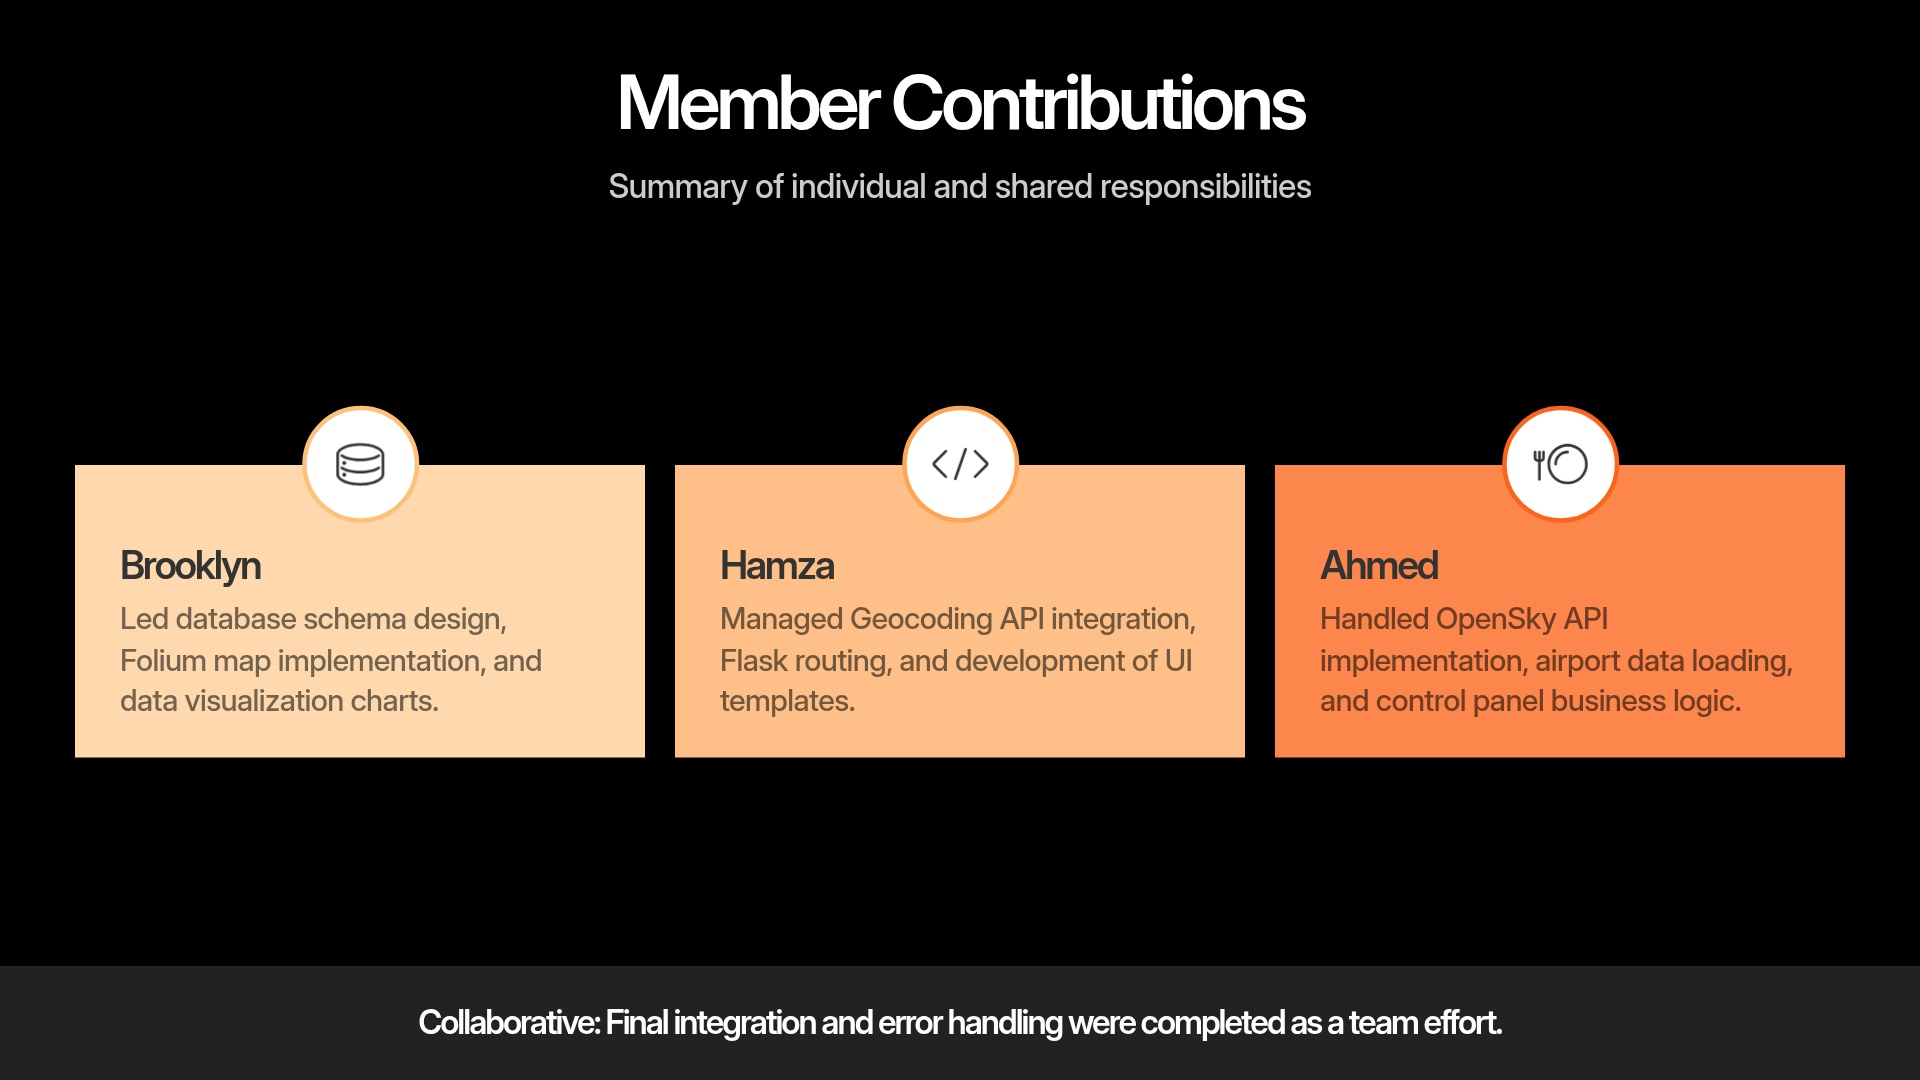 Member Contributions
Summary of individual and shared responsibilities
Brooklyn
Led database schema design,
Folium map implementation, and
data visualization charts.
Hamza
Managed Geocoding API integration,
Flask routing, and development of UI
templates.
Ahmed
Handled OpenSky API
implementation, airport data loading,
and control panel business logic.
Collaborative: Final integration and error handling were completed as a team effort.